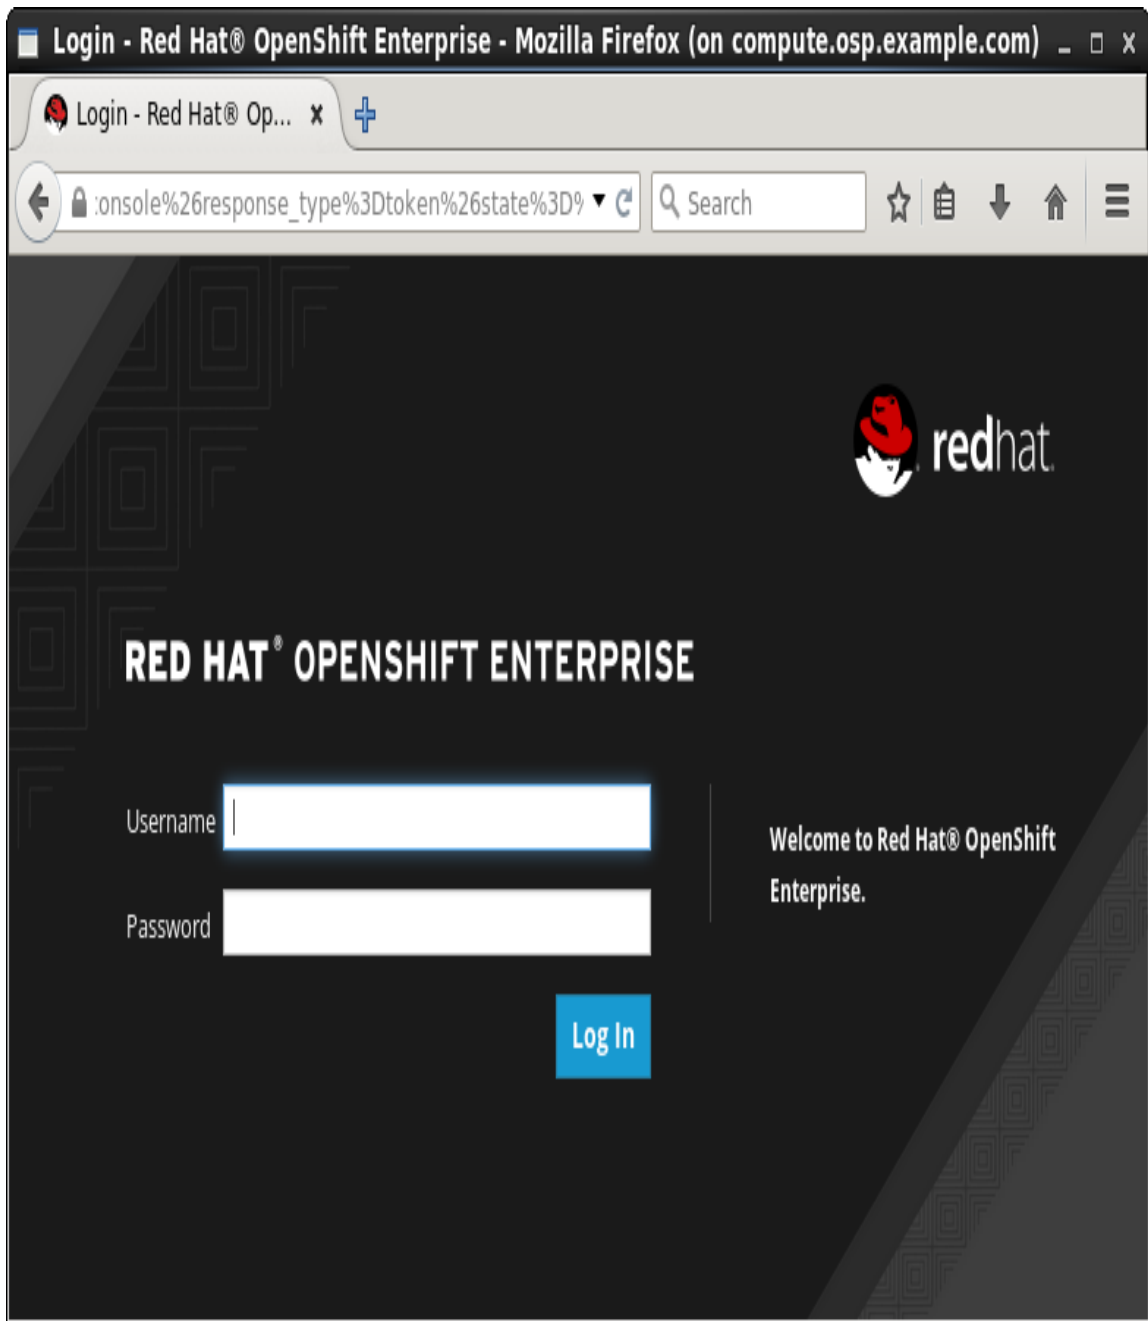 Login - Red Hat® OpenShift Enterprise - Mozilla Firefox (on compute.osp.example.com)
Login - Red Hat® Op...
:onsole%26response_type%3Dtoken%26state%3D%
Search
redhat.
RED HAT® OPENSHIFT ENTERPRISE
Username
Password
Log In
Welcome to Red Hat® OpenShift
Enterprise.